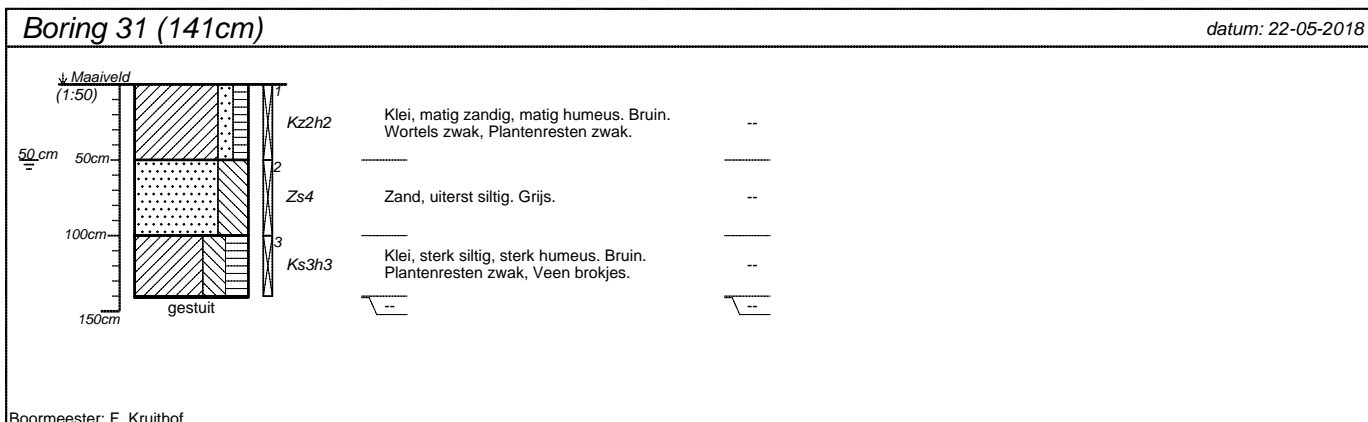 Boring 31 (141cm)
datum: 22-05-2018
Maaiveld
(1:50)
1
Kz2h2
Klei, matig zandig, matig humeus. Bruin.
Wortels zwak, Plantenresten zwak.
--
50 cm
50cm
2
Zs4
Zand, uiterst siltig. Grijs.
--
100cm
3
Ks3h3
Klei, sterk siltig, sterk humeus. Bruin.
Plantenresten zwak, Veen brokjes.
--
gestuit
--
--
150cm
Boormeester: F. Kruithof